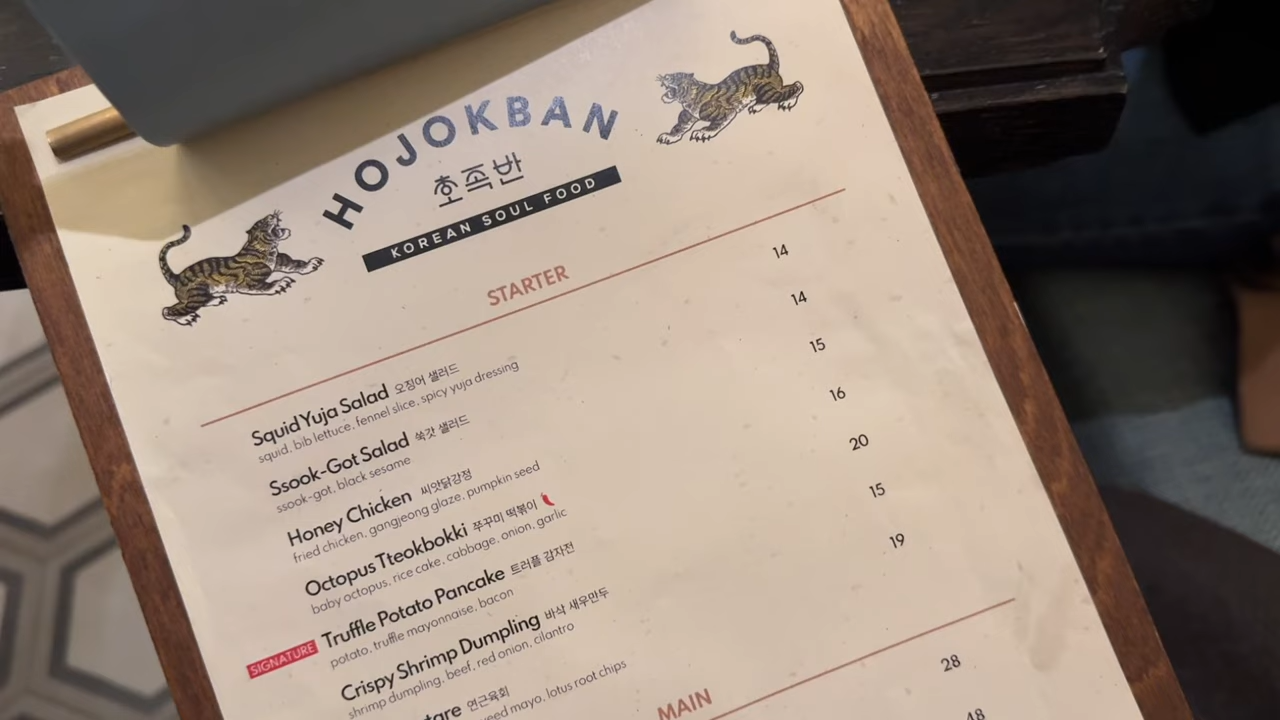 HOJOKBAN
호족반
KOREAN SOUL FOOD
STARTER
Squid Yuja Salad 오징어 샐러드 14
squid, bib lettuce, fennel slice, spicy yuja dressing
Ssook-Got Salad 쑥갓 샐러드 14
ssook-got, black sesame
Honey Chicken 씨앗닭강정 15
fried chicken, gangjeong glaze, pumpkin seed
Octopus Tteokbokki 쭈꾸미 떡볶이 16
baby octopus, rice cake, cabbage, onion, garlic
SIGNATURE Truffle Potato Pancake 트러플 감자전 20
potato, truffle mayonnaise, bacon
Crispy Shrimp Dumpling 바삭 새우만두 15
shrimp dumpling, beef, red onion, cilantro
연근육회 19
mayo, lotus root chips
MAIN
28
48